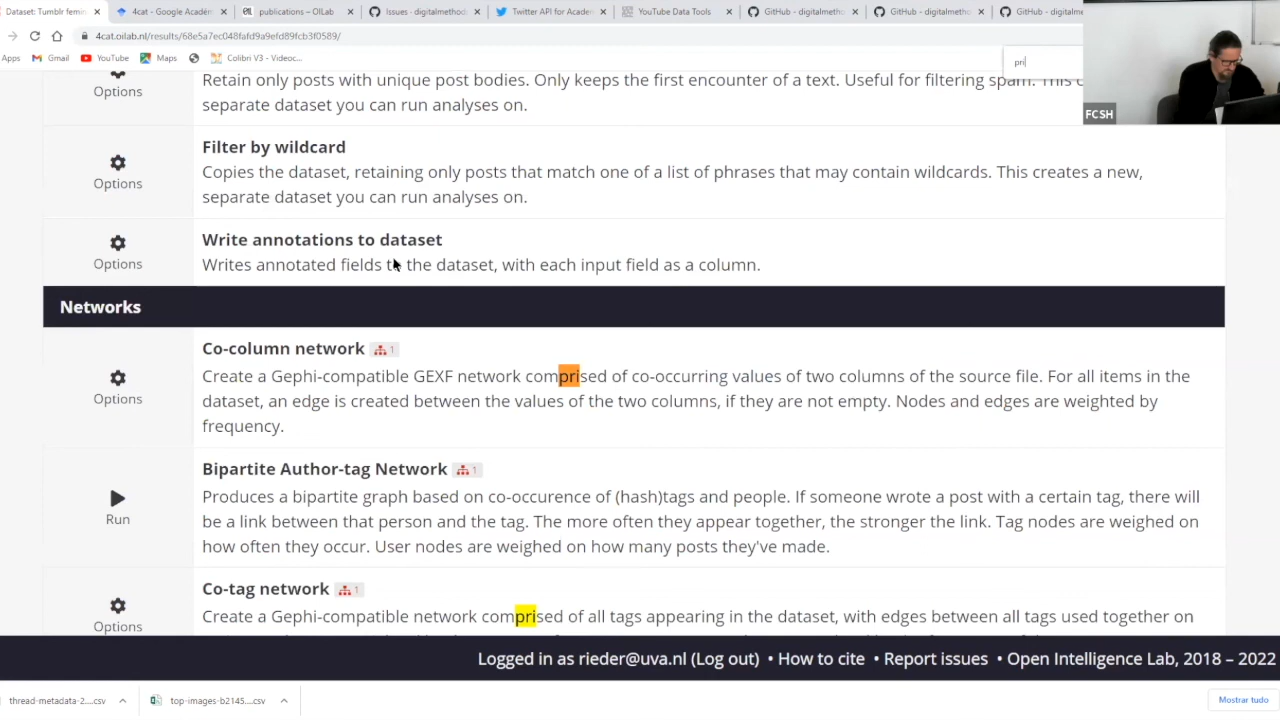 Dataset: Tumblr femin
4cat - Google Acadêm
publications – OILab
Issues · digitalmethod
Twitter API for Acade
YouTube Data Tools
GitHub - digitalmetho
GitHub - digitalmetho
GitHub - digitalme
4cat.oilab.nl/results/68e5a7ec048fafd9a9efd89fcb3f0589/
Apps
Gmail
YouTube
Maps
Colibri V3 - Videoc...
pri
FCSH
Retain only posts with unique post bodies. Only keeps the first encounter of a text. Useful for filtering spam.
Options
separate dataset you can run analyses on.
Filter by wildcard
Copies the dataset, retaining only posts that match one of a list of phrases that may contain wildcards. This creates a new,
Options
separate dataset you can run analyses on.
Write annotations to dataset
Options
Writes annotated fields to the dataset, with each input field as a column.
Networks
Co-column network 1
Create a Gephi-compatible GEXF network comprised of co-occurring values of two columns of the source file. For all items in the
Options
dataset, an edge is created between the values of the two columns, if they are not empty. Nodes and edges are weighted by
frequency.
Bipartite Author-tag Network 1
Produces a bipartite graph based on co-occurence of (hash)tags and people. If someone wrote a post with a certain tag, there will
Run
be a link between that person and the tag. The more often they appear together, the stronger the link. Tag nodes are weighed on
how often they occur. User nodes are weighed on how many posts they've made.
Co-tag network 1
Create a Gephi-compatible network comprised of all tags appearing in the dataset, with edges between all tags used together on
Options
Logged in as rieder@uva.nl (Log out) • How to cite • Report issues • Open Intelligence Lab, 2018 – 2022
thread-metadata-2....csv
top-images-b2145....csv
Mostrar tudo